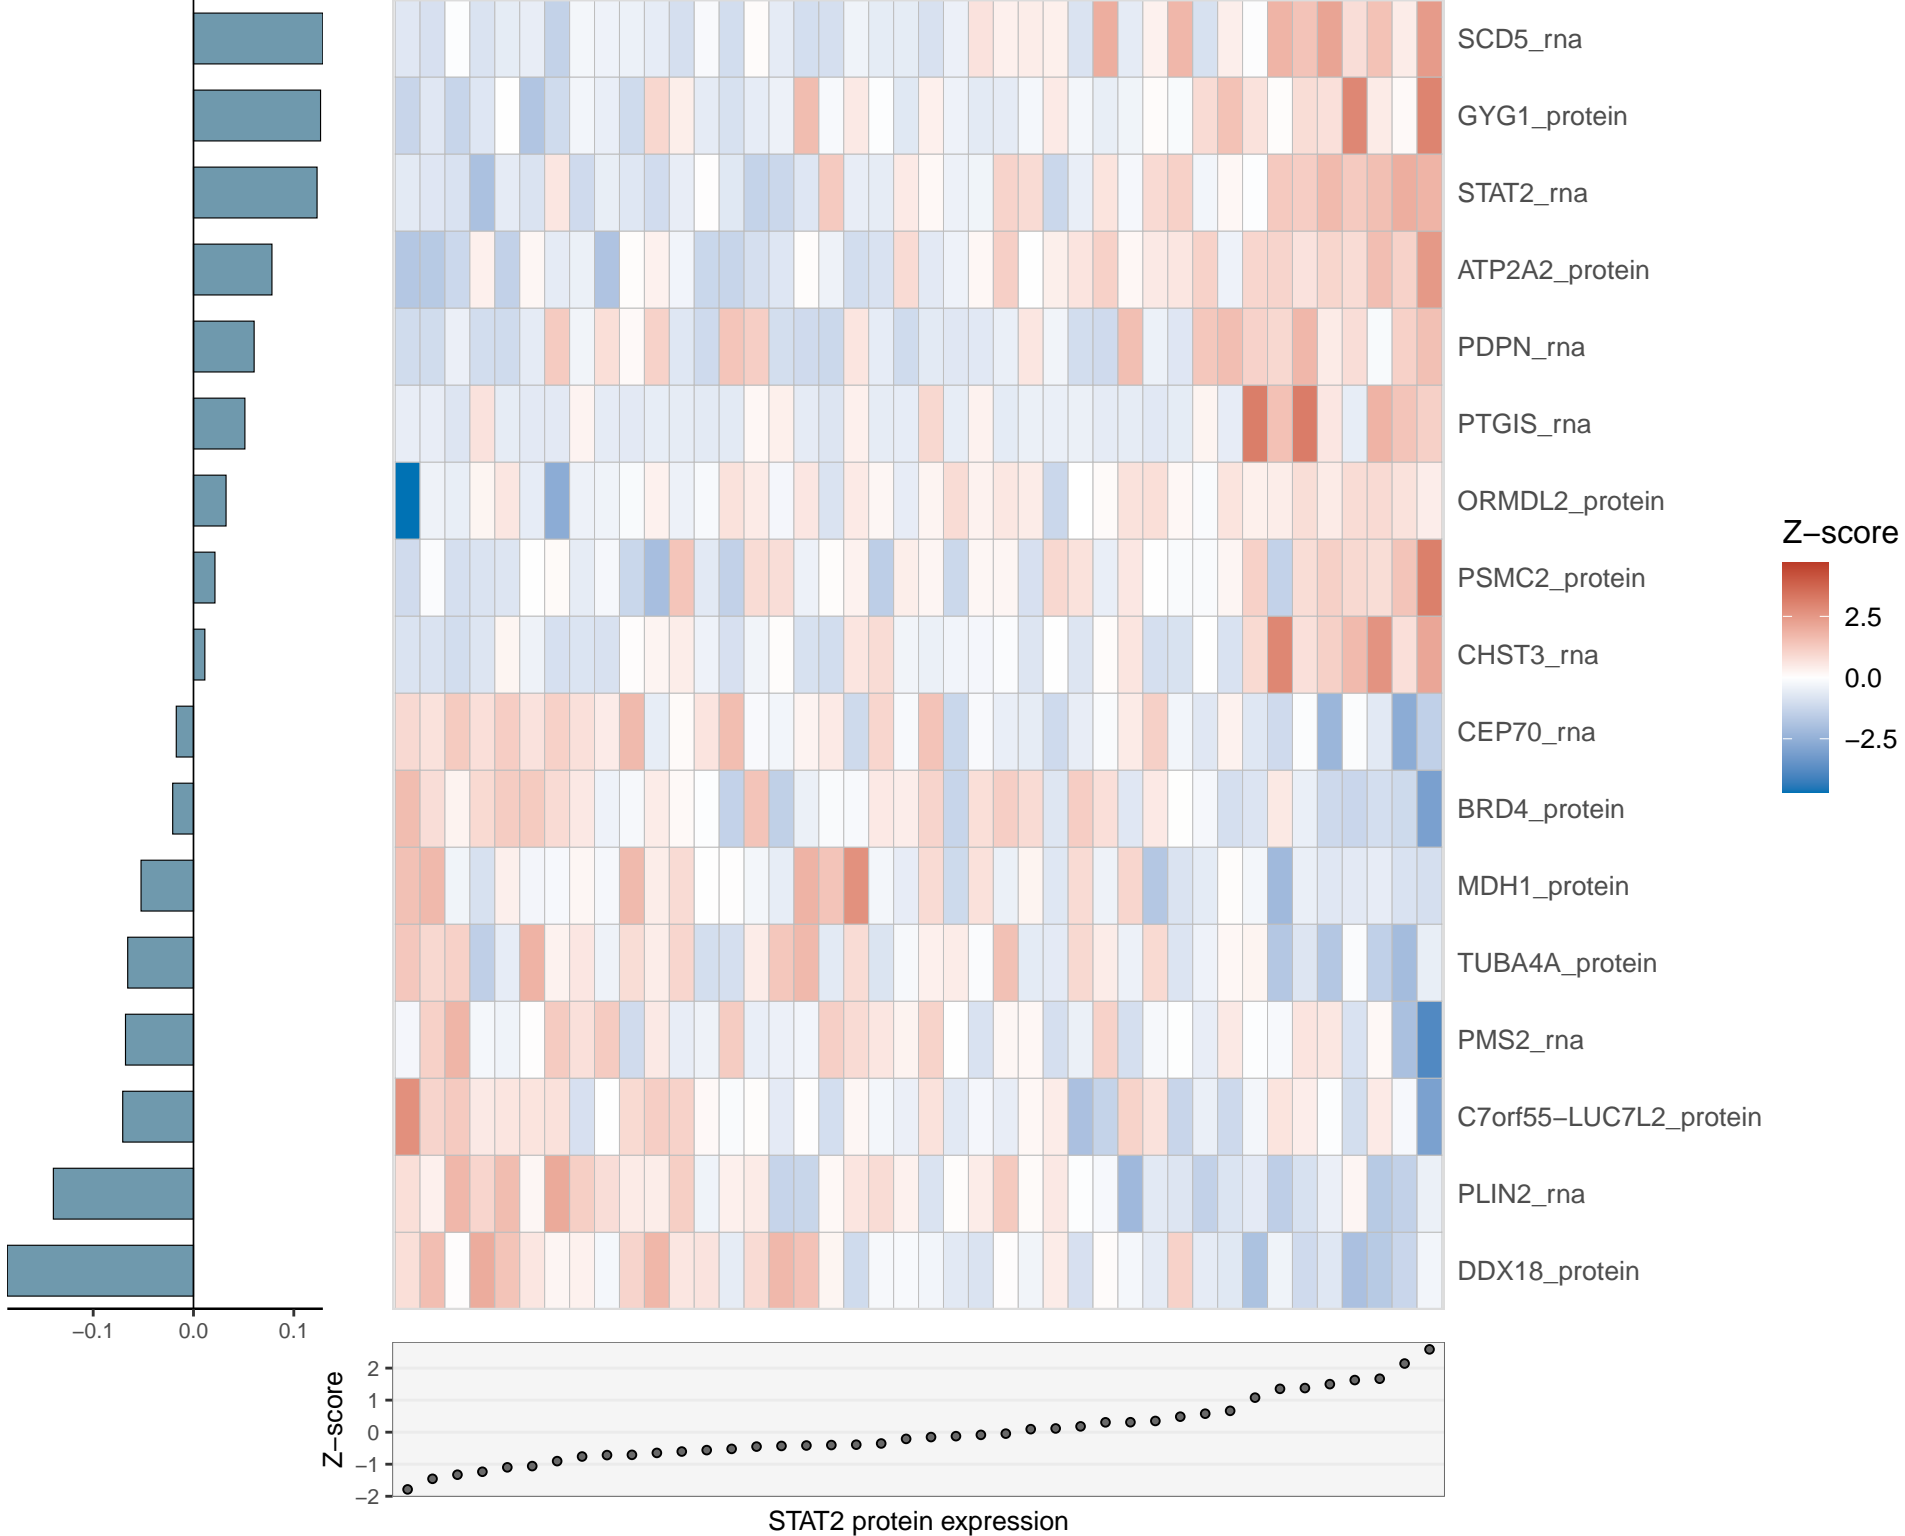 SCD5_rna
GYG1_protein
STAT2_rna
ATP2A2_protein
PDPN_rna
PTGIS_rna
ORMDL2_protein
PSMC2_protein
CHST3_rna
CEP70_rna
BRD4_protein
MDH1_protein
TUBA4A_protein
PMS2_rna
C7orf55−LUC7L2_protein
PLIN2_rna
DDX18_protein
Z−score
2.5
0.0
−2.5
−0.1 0.0 0.1
Z−score
2
1
0
−1
−2
STAT2 protein expression